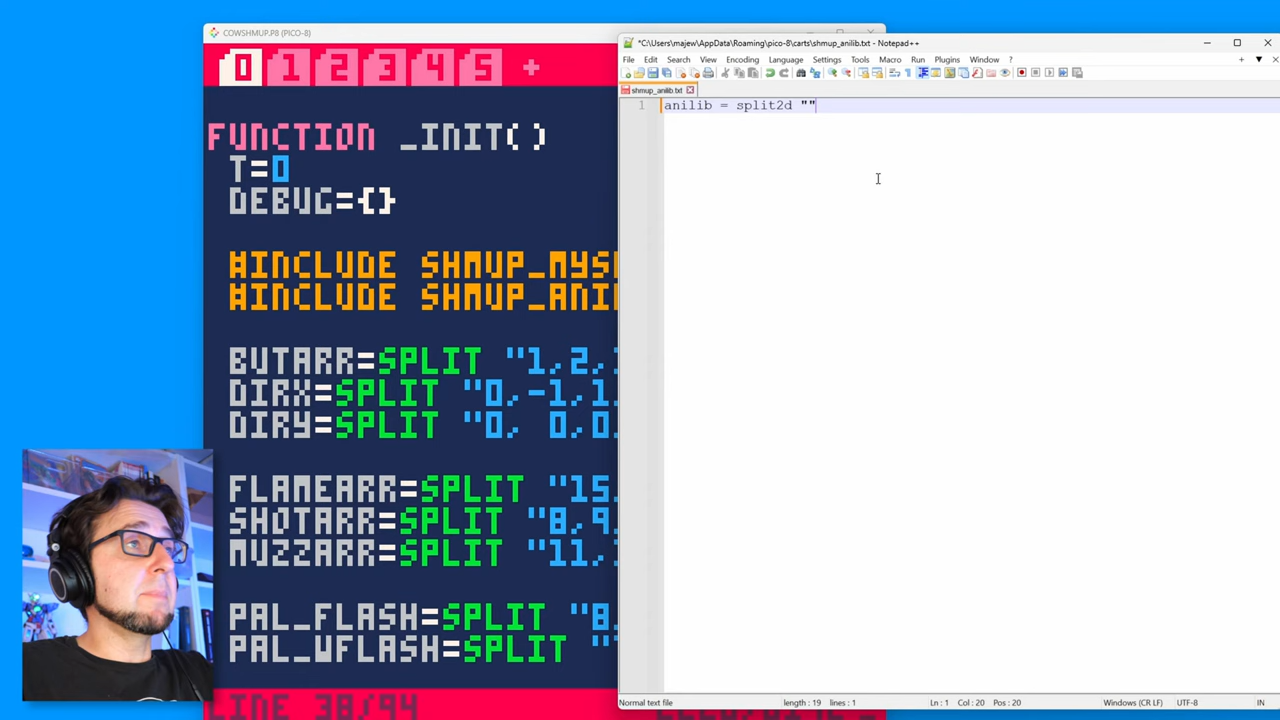 COWSHMUP.P8 (PICO-8)
0 1 2 3 4 5 +
FUNCTION _INIT()
T=0
DEBUG={}
#INCLUDE SHMUP_MYS
#INCLUDE SHMUP_ANI
BUTARR=SPLIT "1,2,
DIRX=SPLIT "0,-1,1
DIRY=SPLIT "0, 0,0
FLAMEARR=SPLIT "15
SHOTARR=SPLIT "8,9
MUZZARR=SPLIT "11,
PAL_FLASH=SPLIT "8
PAL_WFLASH=SPLIT "
LINE 38/94
*C:\Users\majew\AppData\Roaming\pico-8\carts\shmup_anilib.txt - Notepad++
File Edit Search View Encoding Language Settings Tools Macro Run Plugins Window ?
shmup_anilib.txt
1 anilib = split2d ""
Normal text file length : 19 lines : 1 Ln : 1 Col : 20 Pos : 20 Windows (CR LF) UTF-8 IN